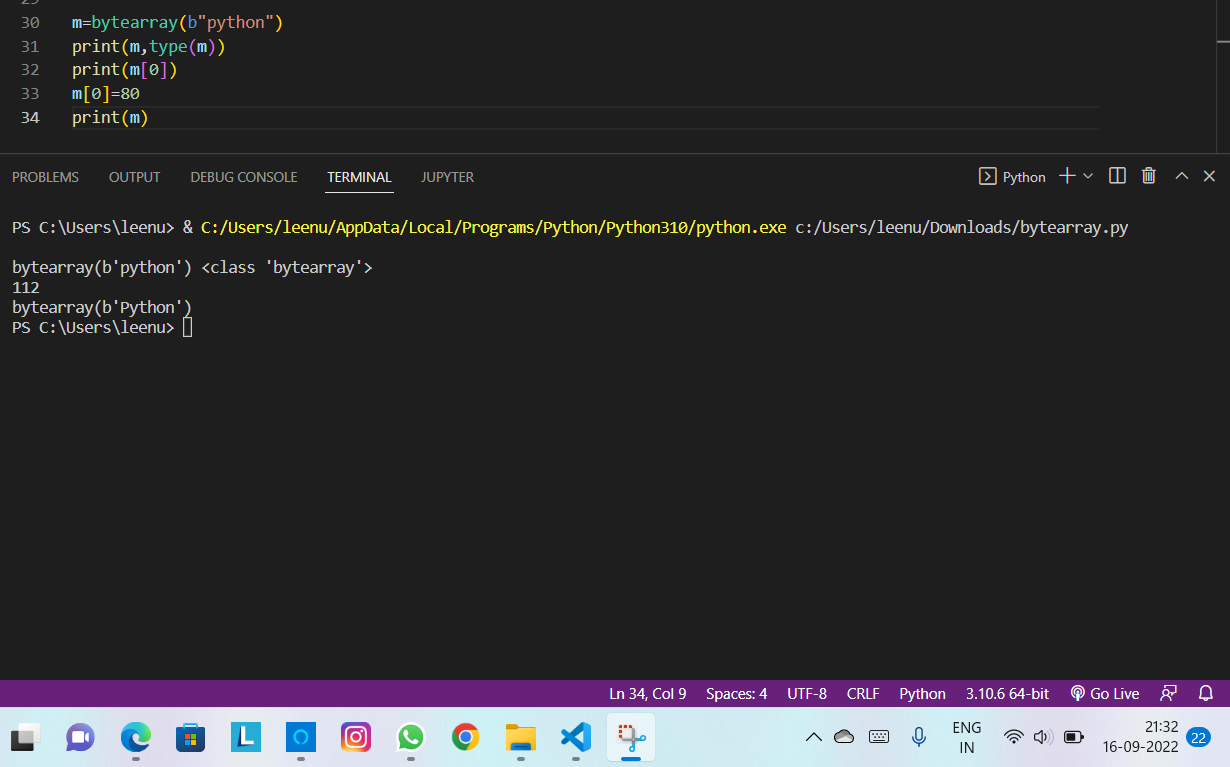 29
30 m=bytearray(b"python")
31 print(m,type(m))
32 print(m[0])
33 m[0]=80
34 print(m)
PROBLEMS OUTPUT DEBUG CONSOLE TERMINAL JUPYTER Python
PS C:\Users\leenu> & C:/Users/leenu/AppData/Local/Programs/Python/Python310/python.exe c:/Users/leenu/Downloads/bytearray.py
bytearray(b'python') <class 'bytearray'>
112
bytearray(b'Python')
PS C:\Users\leenu>
Ln 34, Col 9 Spaces: 4 UTF-8 CRLF Python 3.10.6 64-bit Go Live
L ENG 21:32 22
IN 16-09-2022